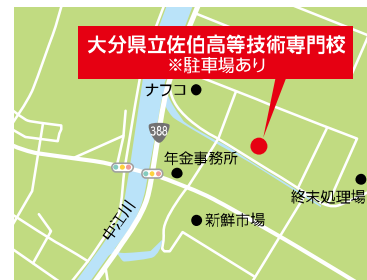 大分県立佐伯高等技術専門校
※駐車場あり
ナフコ
388
年金事務所
終末処理場
新鮮市場
中江川